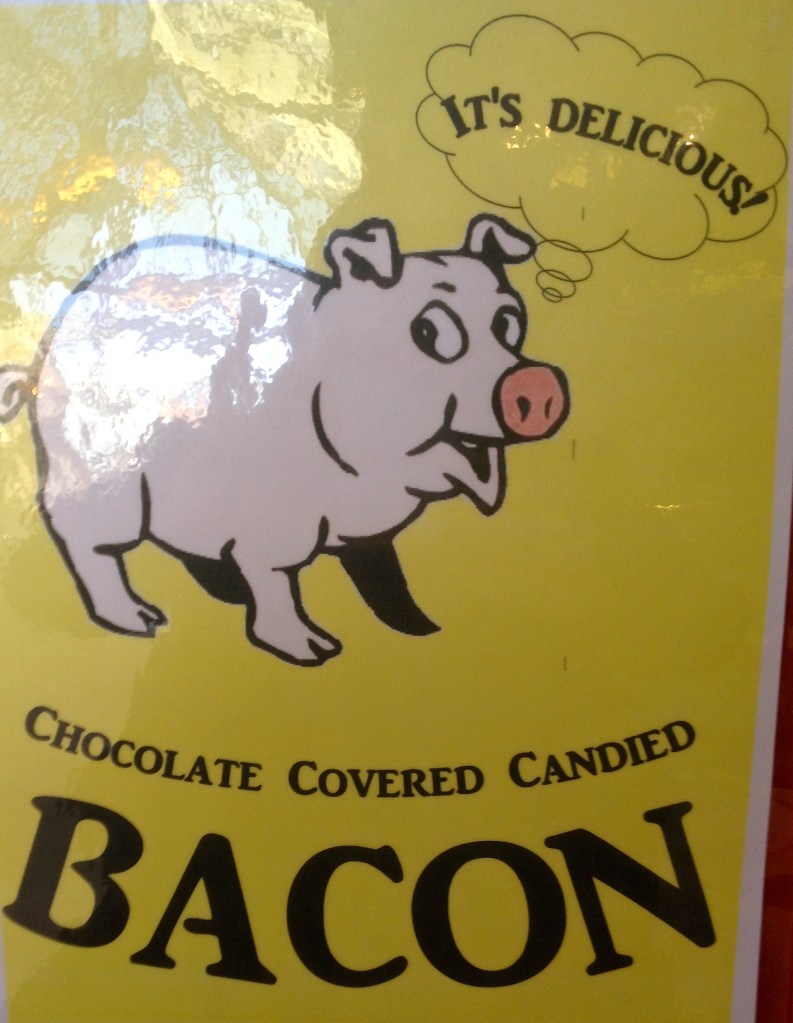 It's delicious!
Chocolate Covered Candied
Bacon